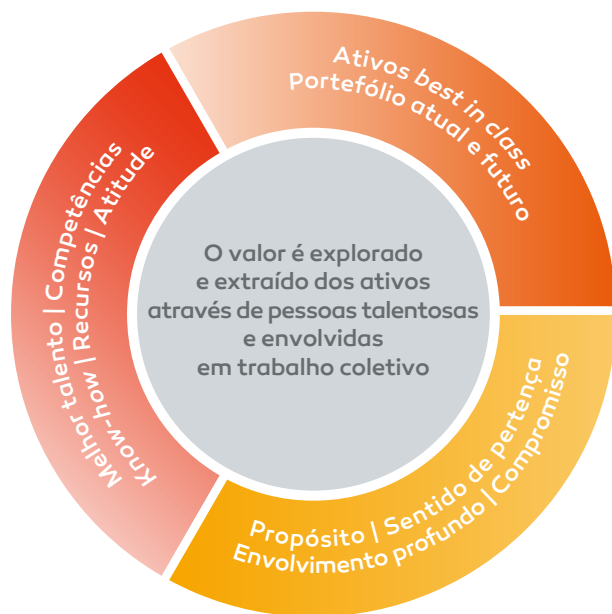 Ativos best in class
Portefólio atual e futuro
Melhor talento | Competências
Know-how | Recursos | Atitude
O valor é explorado
e extraído dos ativos
através de pessoas talentosas
e envolvidas
em trabalho coletivo
Propósito | Sentido de pertença
Envolvimento profundo | Compromisso